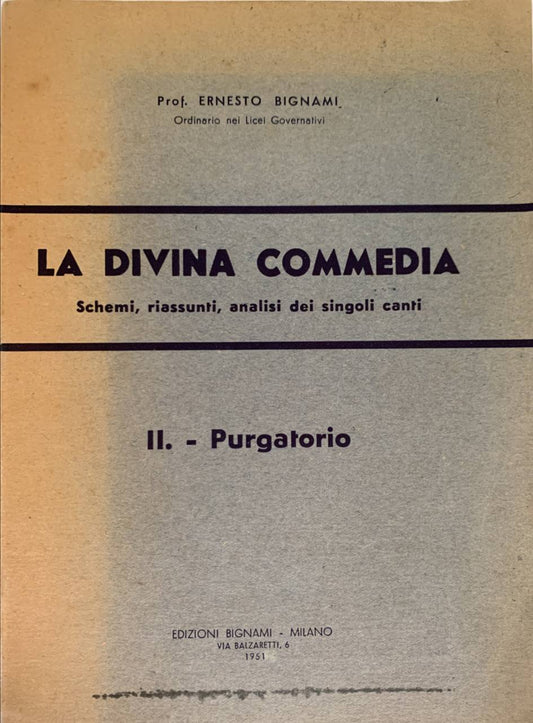 Prof. ERNESTO BIGNAMI
Ordinario nei Licei Governativi
LA DIVINA COMMEDIA
Schemi, riassunti, analisi dei singoli canti
II. - Purgatorio
EDIZIONI BIGNAMI - MILANO
VIA BALZARETTI, 6
1951